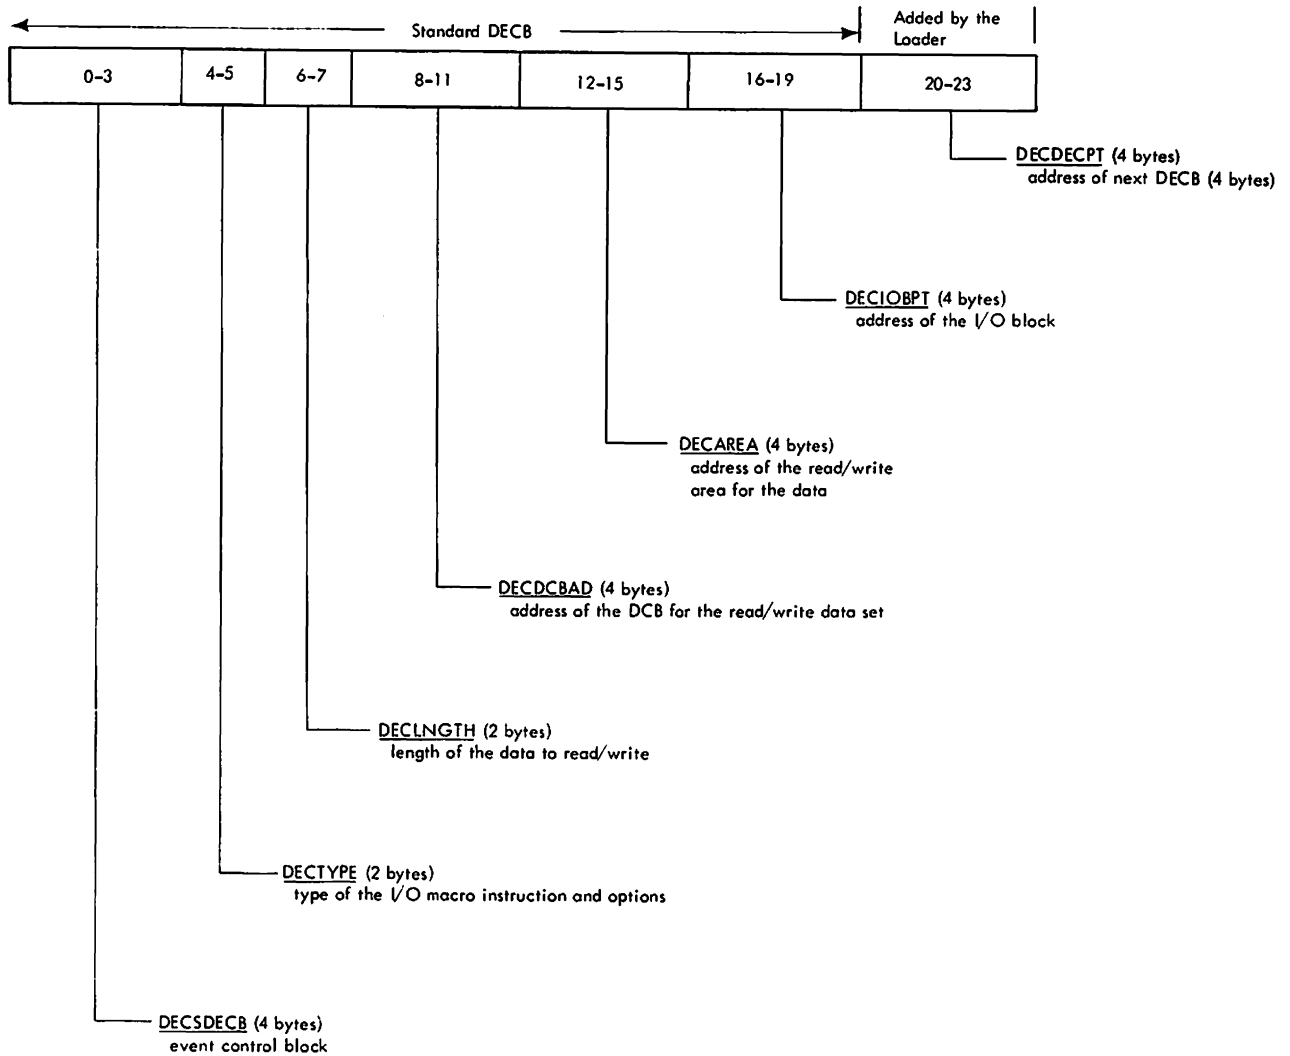 Standard DECB
Added by the
Loader
0-3
4-5
6-7
8-11
12-15
16-19
20-23
DECDECPT (4 bytes)
address of next DECB (4 bytes)
DECIOBPT (4 bytes)
address of the I/O block
DECAREA (4 bytes)
address of the read/write
area for the data
DECDCBAD (4 bytes)
address of the DCB for the read/write data set
DECLNGTH (2 bytes)
length of the data to read/write
DECTYPE (2 bytes)
type of the I/O macro instruction and options
DECSDECB (4 bytes)
event control block